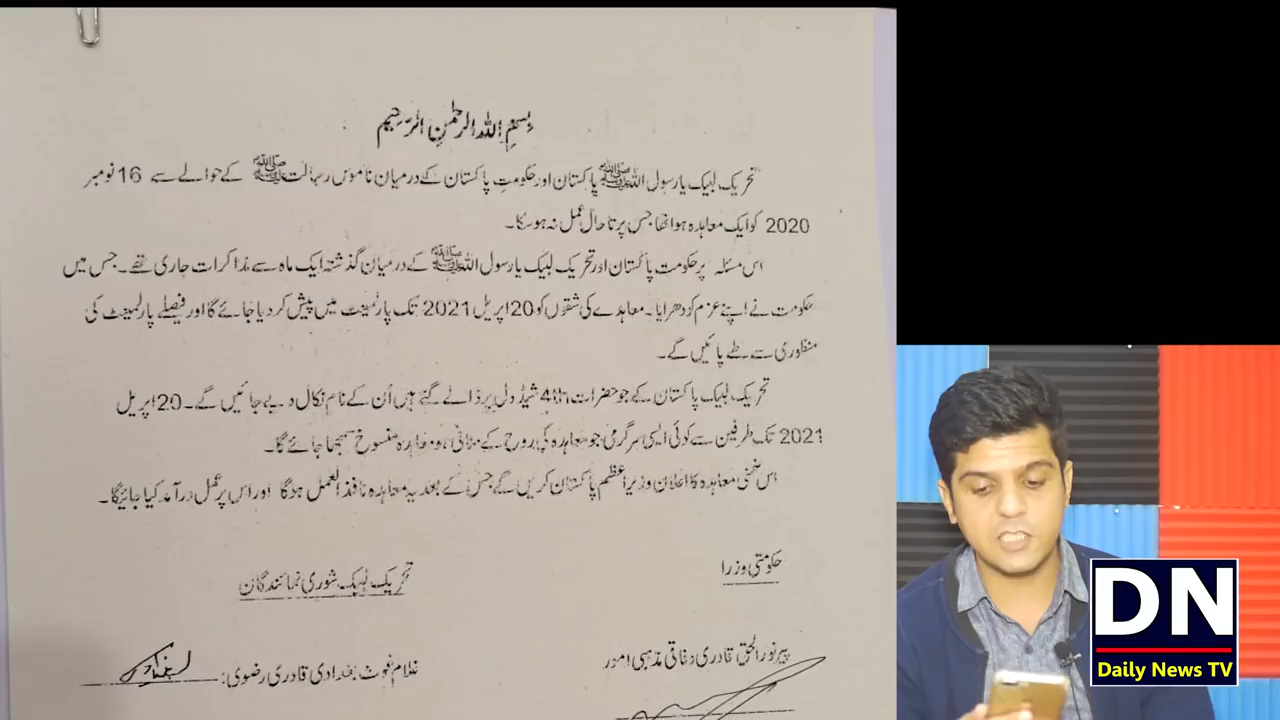 بِسْمِ اللہِ الرَّحْمٰنِ الرَّحِیْمِ
تحریک لبیک یا رسول اللہ ﷺ پاکستان اور حکومتِ پاکستان کے درمیان ناموس رسالت ﷺ کے حوالے سے 16 نومبر
2020 کو ایک معاہدہ ہوا تھا جس پر تا حال عمل نہ ہو سکا۔
اس مسئلہ پر حکومت پاکستان اور تحریک لبیک یا رسول اللہ ﷺ کے درمیان گذشتہ ایک ماہ سے مذاکرات جاری تھے۔ جس میں
حکومت نے اپنے عزم کو دھرایا۔ معاہدے کی شقوں کو 20 اپریل 2021 تک پارلیمینٹ میں پیش کر دیا جائے گا اور فیصلے پارلیمینٹ کی
منظوری سے طے پائیں گے۔
تحریک لبیک پاکستان کے جو حضرات 4th شیڈول پر ڈالے گئے ہیں اُن کے نام نکال دیے جائیں گے۔ 20 اپریل
2021 تک طرفین سے کوئی ایسی سرگرمی جو معاہدہ کی روح کے منافی ہو معاہدہ منسوخ سمجھا جائے گا۔
اس ضمنی معاہدہ کا اعلان وزیر اعظم پاکستان کریں گے جس کے بعد یہ معاہدہ نافذ العمل ہوگا اور اس پر عمل درآمد کیا جائیگا۔
حکومتی وزرا
تحریک لبیک شوریٰ نمائندگان
پیر نور الحق قادری وفاقی مذہبی امور
غلام غوث بغدادی قادری رضوی:
DN
Daily News TV